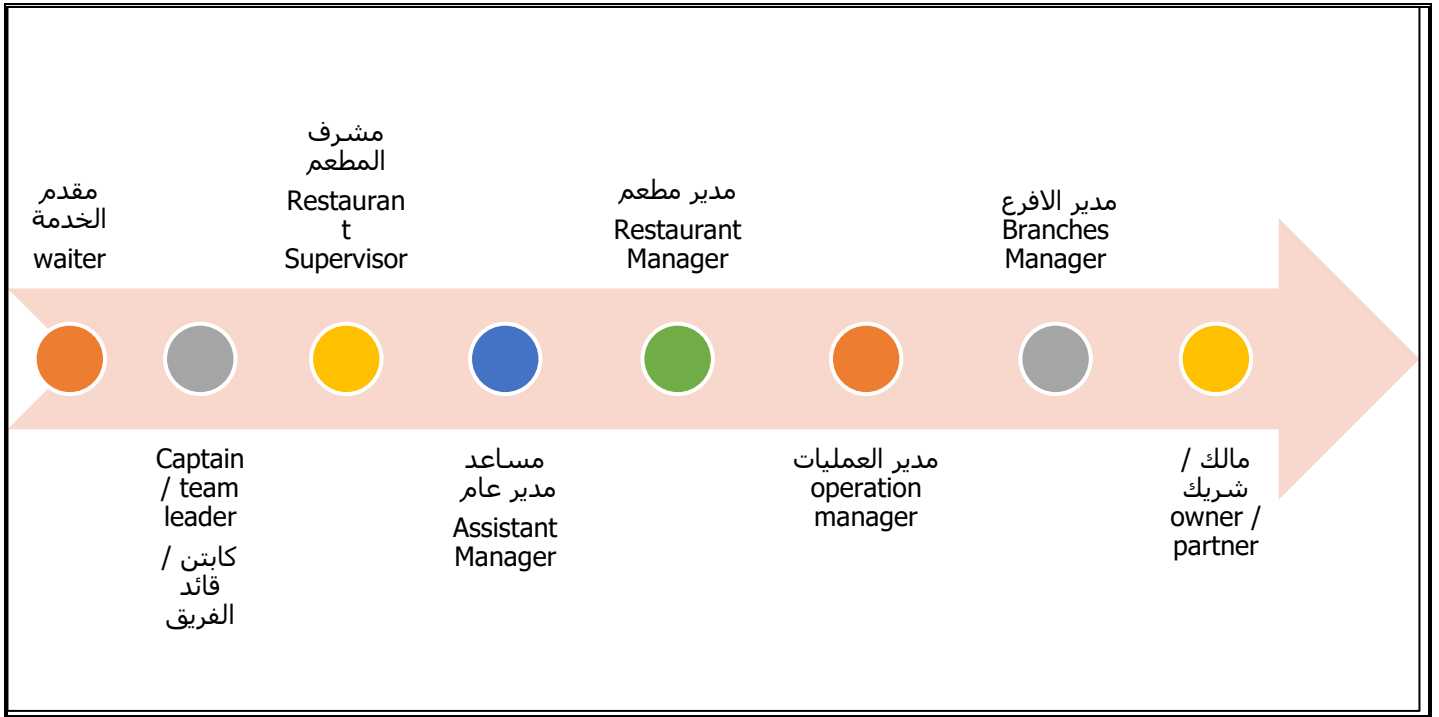 مقدم
الخدمة
waiter
Captain
/ team
leader
كابتن /
قائد
الفريق
مشرف
المطعم
Restauran
t
Supervisor
مساعد
مدير عام
Assistant
Manager
مدير مطعم
Restaurant
Manager
مدير العمليات
operation
manager
مدير الافرع
Branches
Manager
مالك /
شريك
owner /
partner